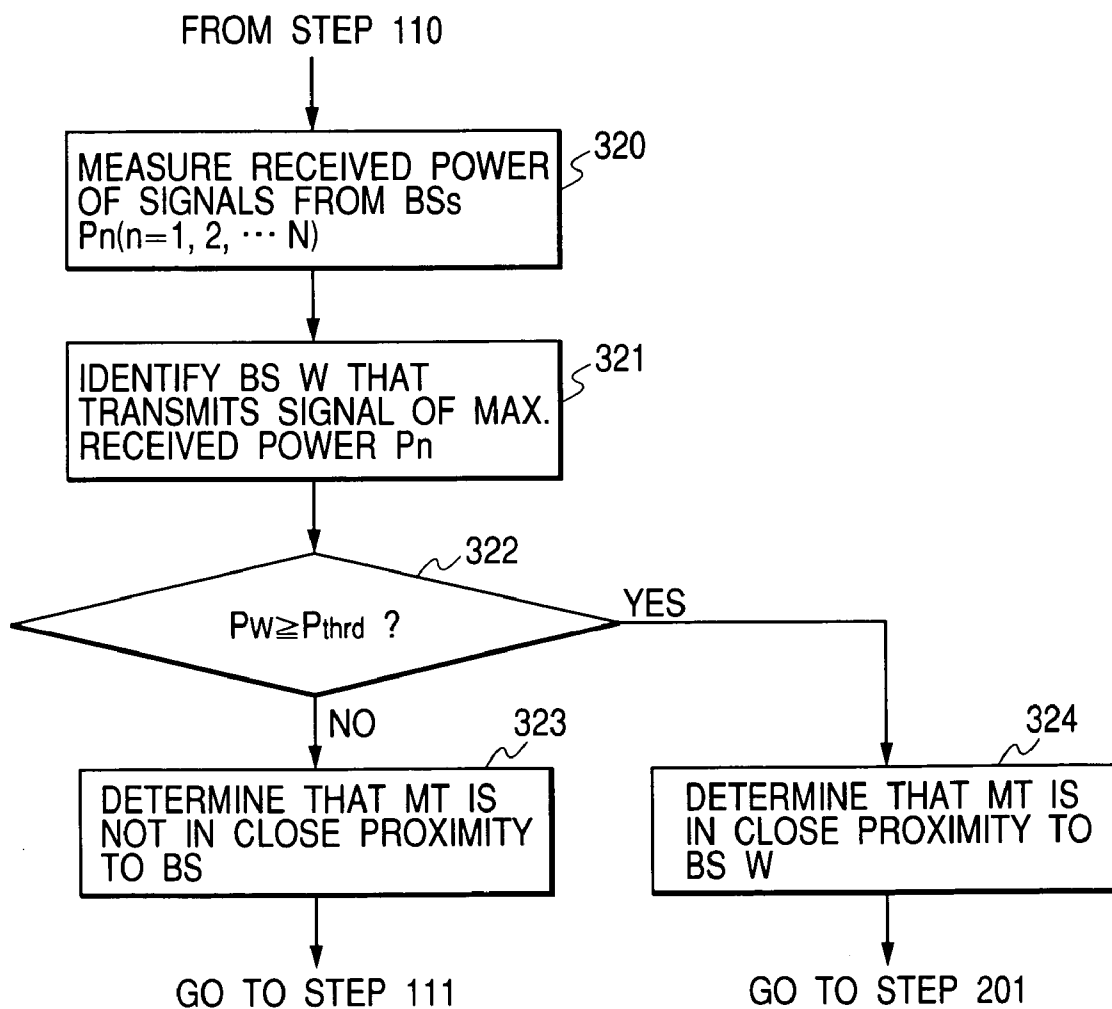 FROM STEP 110
320
MEASURE RECEIVED POWER
OF SIGNALS FROM BSs
Pn(n=1, 2, ··· N)
321
IDENTIFY BS W THAT
TRANSMITS SIGNAL OF MAX.
RECEIVED POWER Pn
322
PW≧Pthrd ?
YES
NO
323
DETERMINE THAT MT IS
NOT IN CLOSE PROXIMITY
TO BS
324
DETERMINE THAT MT IS
IN CLOSE PROXIMITY TO
BS W
GO TO STEP 111
GO TO STEP 201